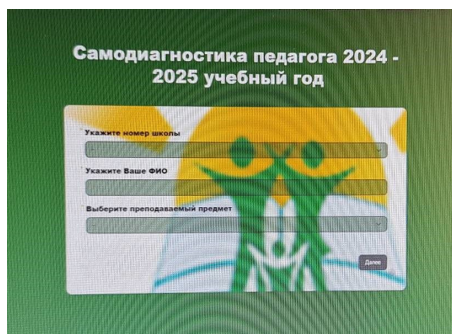 Самодиагностика педагога 2024 -
2025 учебный год
* Укажите номер школы
* Укажите Ваше ФИО
Выберите преподаваемый предмет
Далее